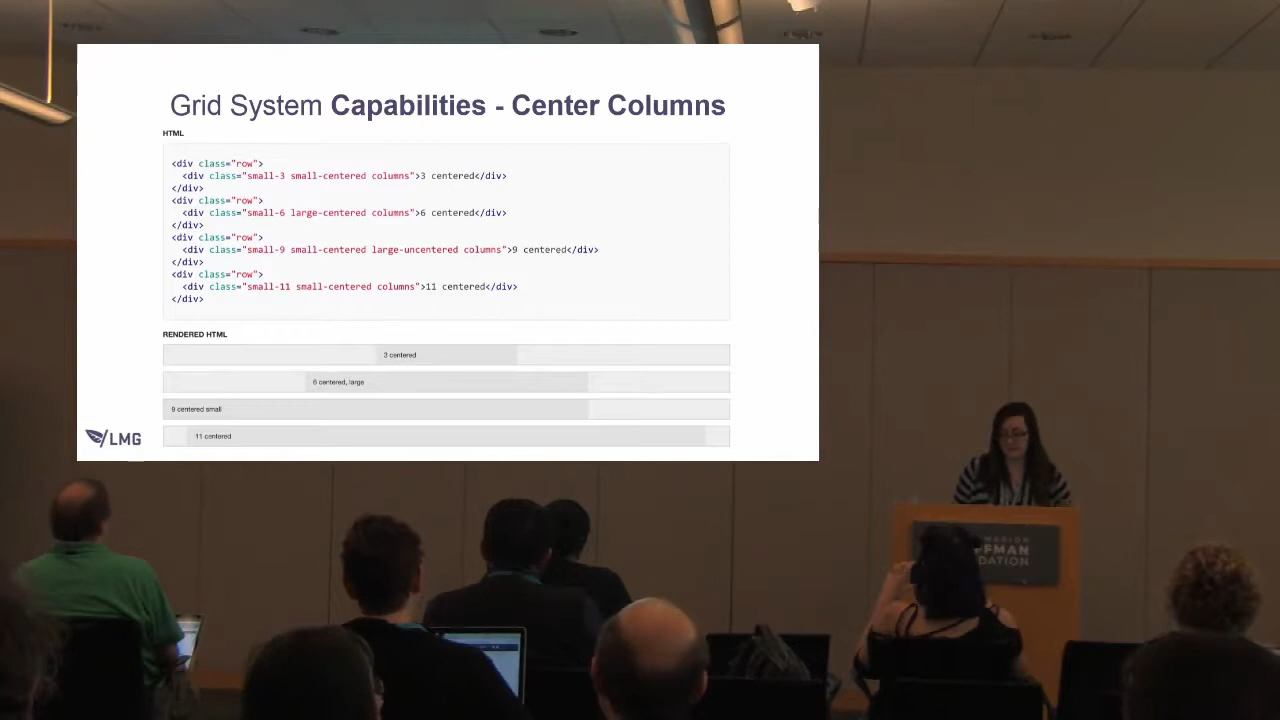 Grid System Capabilities - Center Columns
HTML
<div class="row">
  <div class="small-3 small-centered columns">3 centered</div>
</div>
<div class="row">
  <div class="small-6 large-centered columns">6 centered</div>
</div>
<div class="row">
  <div class="small-9 small-centered large-uncentered columns">9 centered</div>
</div>
<div class="row">
  <div class="small-11 small-centered columns">11 centered</div>
</div>
RENDERED HTML
3 centered
6 centered, large
9 centered small
11 centered
LMG